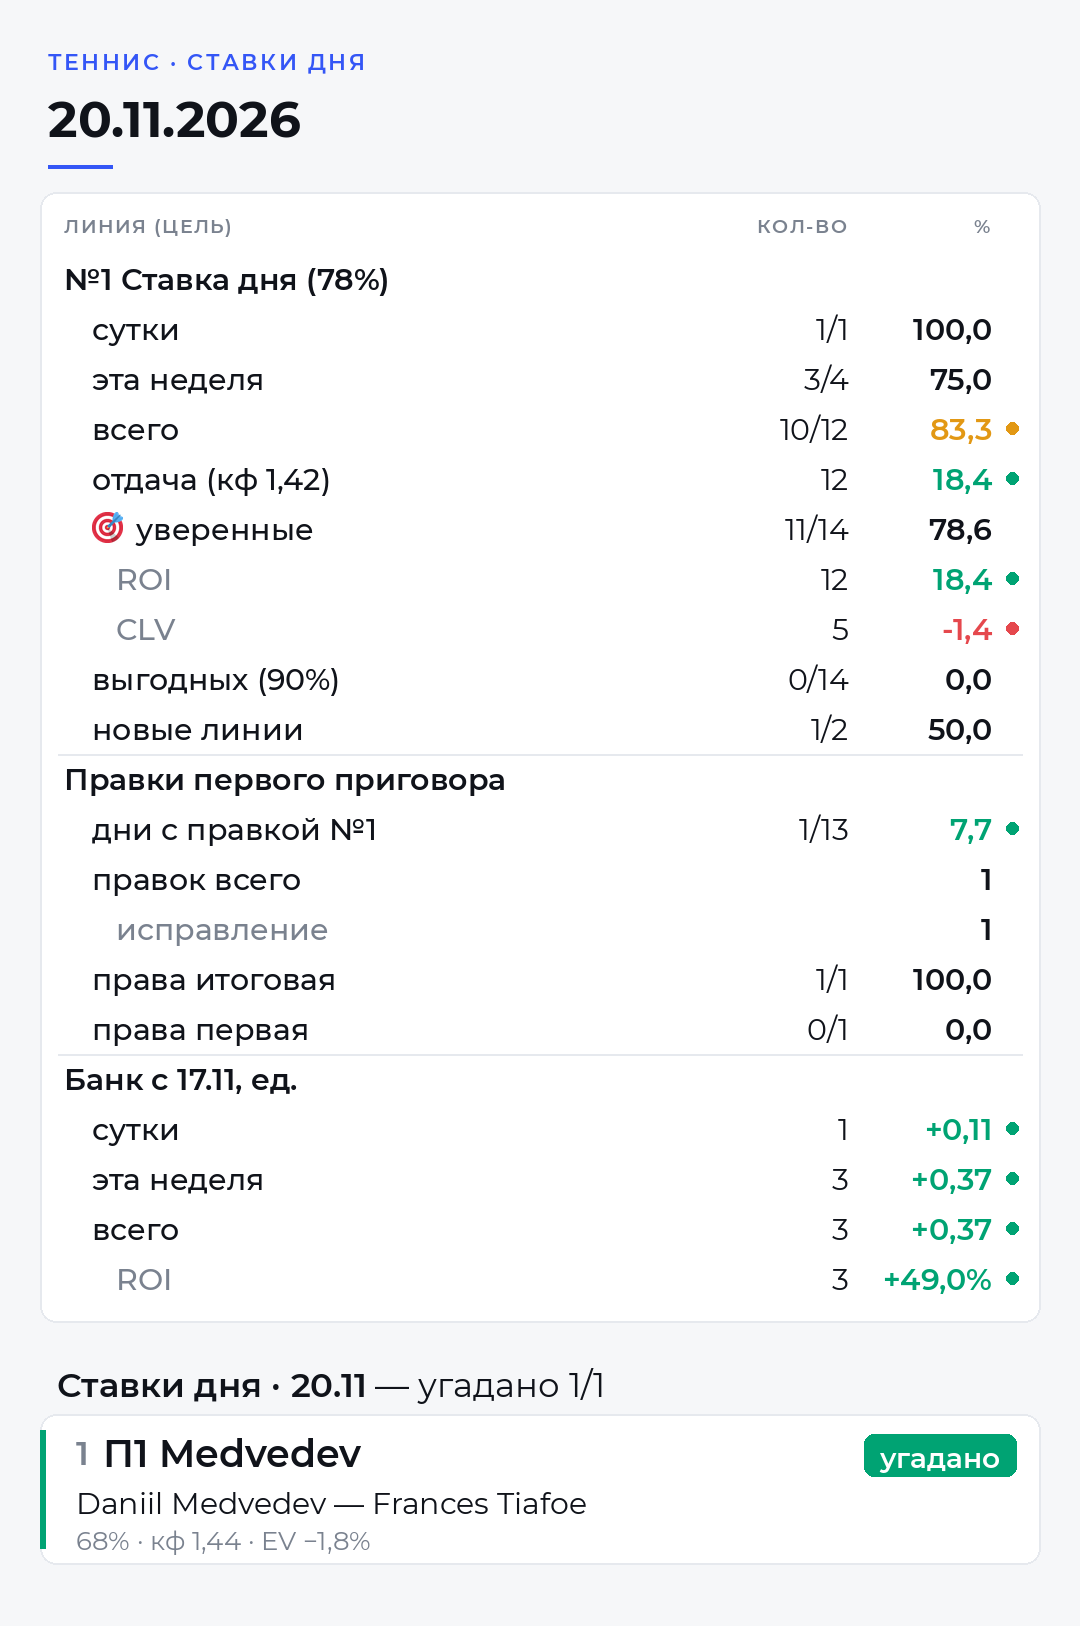 ТЕННИС · СТАВКИ ДНЯ
20.11.2026
ЛИНИЯ (ЦЕЛЬ) КОЛ-ВО %
№1 Ставка дня (78%)
сутки 1/1 100,0
эта неделя 3/4 75,0
всего 10/12 83,3
отдача (кф 1,42) 12 18,4
уверенные 11/14 78,6
ROI 12 18,4
CLV 5 -1,4
выгодных (90%) 0/14 0,0
новые линии 1/2 50,0
Правки первого приговора
дни с правкой №1 1/13 7,7
правок всего 1
исправление 1
права итоговая 1/1 100,0
права первая 0/1 0,0
Банк с 17.11, ед.
сутки 1 +0,11
эта неделя 3 +0,37
всего 3 +0,37
ROI 3 +49,0%
Ставки дня · 20.11 — угадано 1/1
1 П1 Medvedev угадано
Daniil Medvedev — Frances Tiafoe
68% · кф 1,44 · EV −1,8%